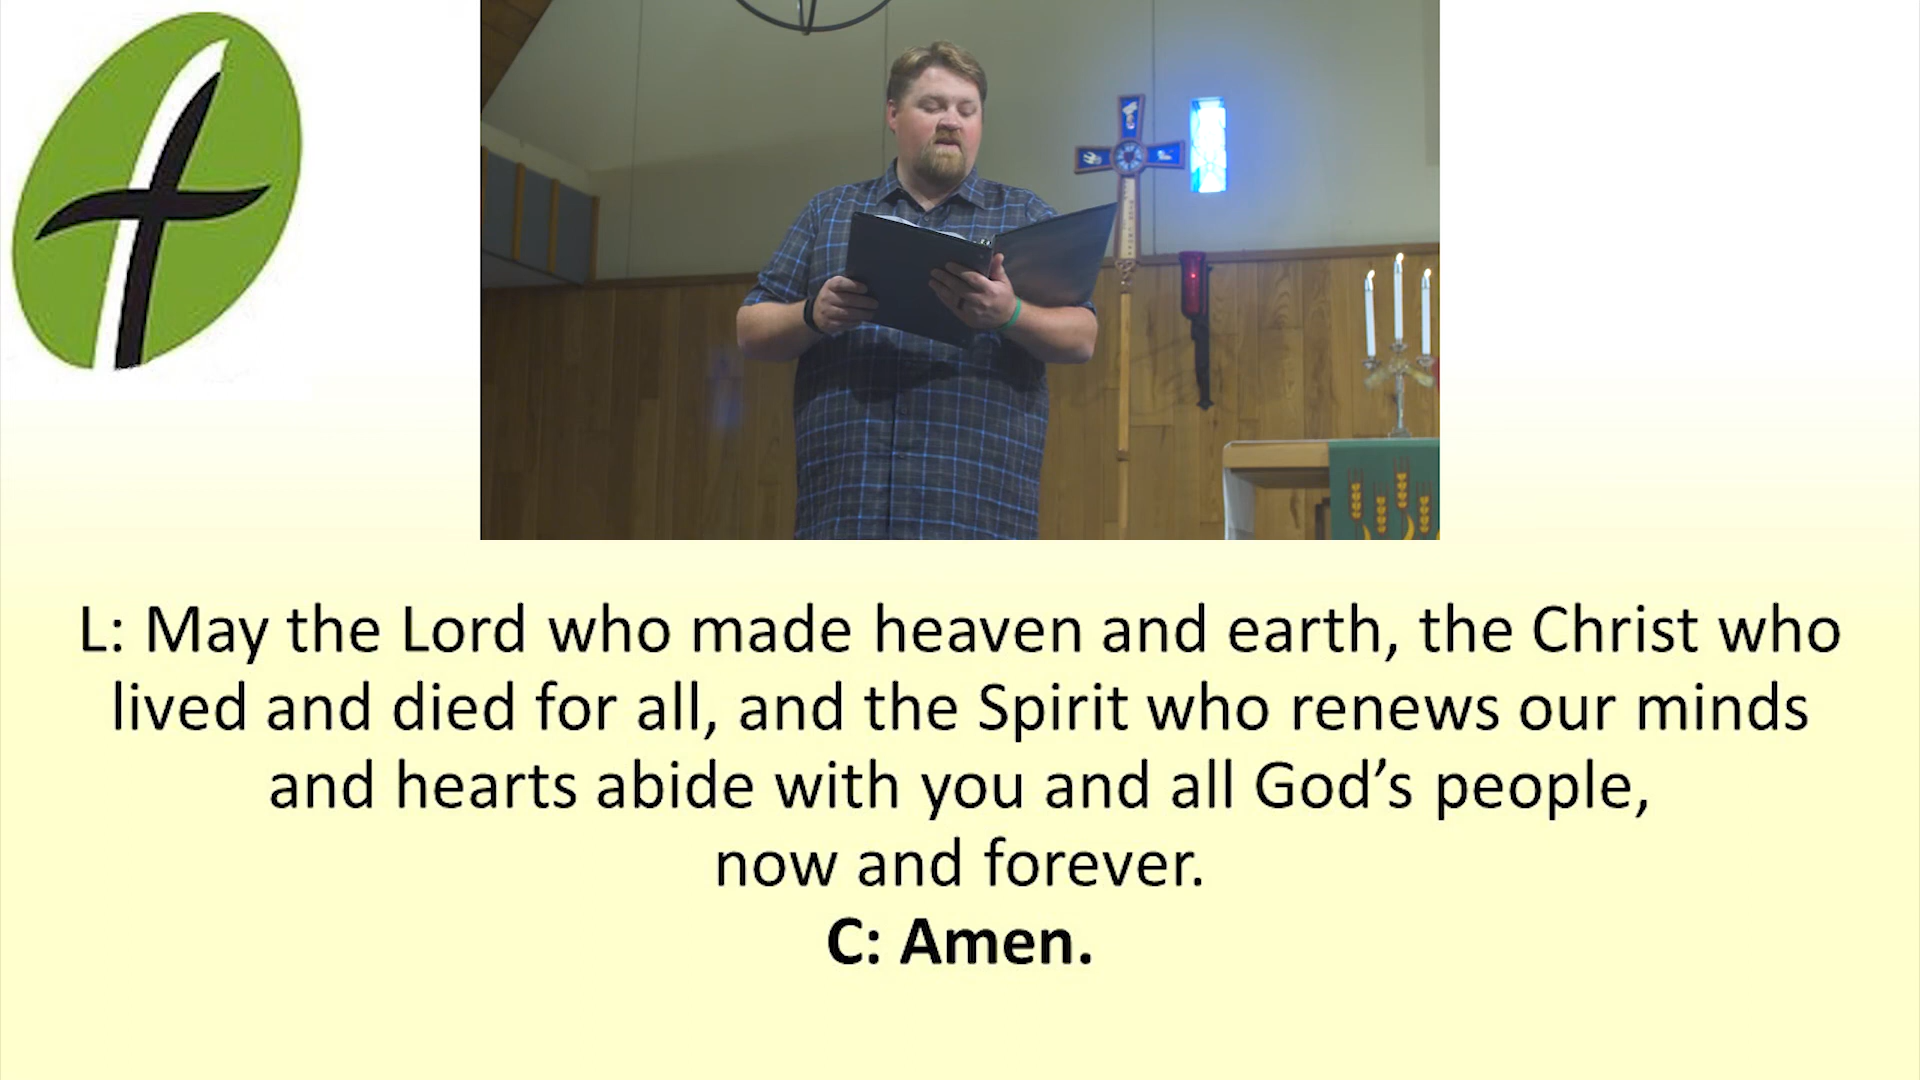 L: May the Lord who made heaven and earth, the Christ who
lived and died for all, and the Spirit who renews our minds
and hearts abide with you and all God’s people,
now and forever.
C: Amen.